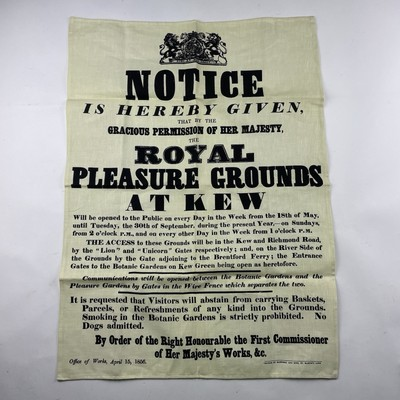 NOTICE
IS HEREBY GIVEN,
THAT BY THE
GRACIOUS PERMISSION OF HER MAJESTY,
THE
ROYAL
PLEASURE GROUNDS
AT KEW
Will be opened to the Public on every Day in the Week from the 18th of May,
until Tuesday, the 30th of September, during the present Year,—on Sundays,
from 2 o'clock P.M., and on every other Day in the Week from 1 o'clock P.M.
THE ACCESS to these Grounds will be in the Kew and Richmond Road,
by the "Lion" and "Unicorn" Gates respectively; and, on the River Side of
the Grounds by the Gate adjoining to the Brentford Ferry; the Entrance
Gates to the Botanic Gardens on Kew Green being open as heretofore.
Communications will be opened between the Botanic Gardens and the
Pleasure Gardens by Gates in the Wire Fence which separates the two.
It is requested that Visitors will abstain from carrying Baskets,
Parcels, or Refreshments of any kind into the Grounds.
Smoking in the Botanic Gardens is strictly prohibited. No
Dogs admitted.
By Order of the Right Honourable the First Commissioner
of Her Majesty's Works, &c.
Office of Works, April 15, 1856.